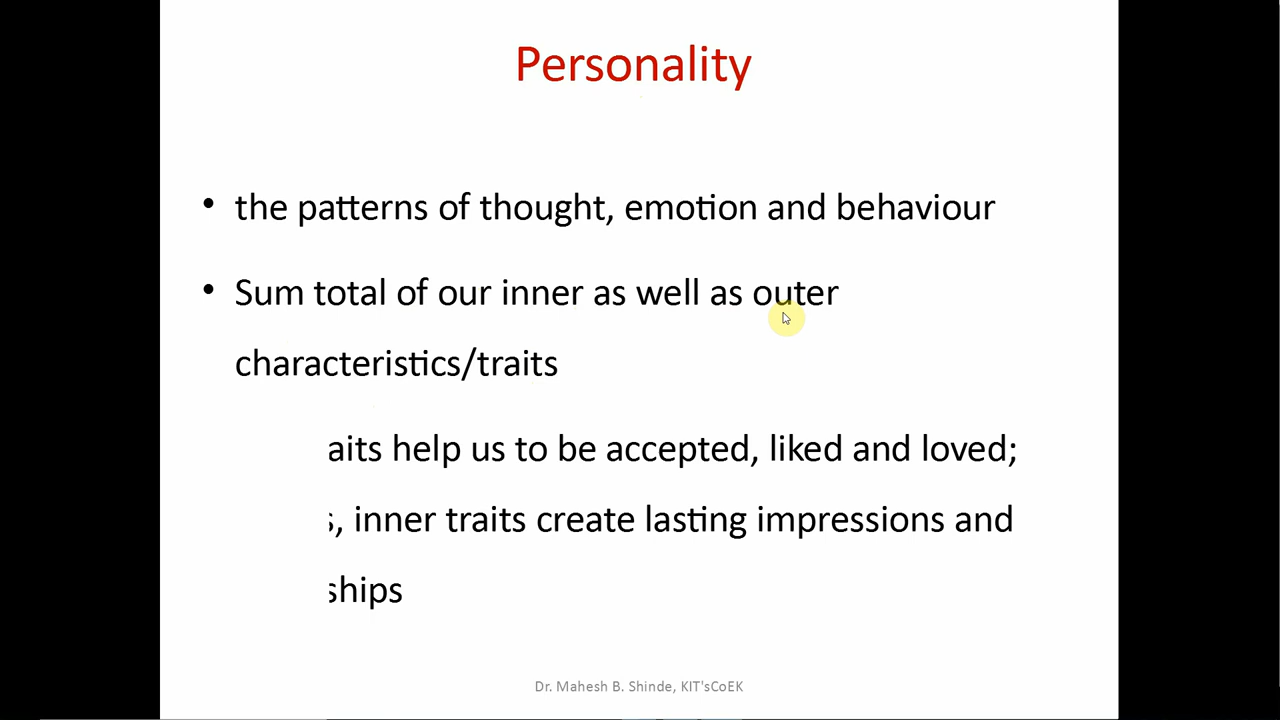 Personality
• the patterns of thought, emotion and behaviour
• Sum total of our inner as well as outer
characteristics/traits
help us to be accepted, liked and loved;
inner traits create lasting impressions and
Dr. Mahesh B. Shinde, KIT'sCoEK